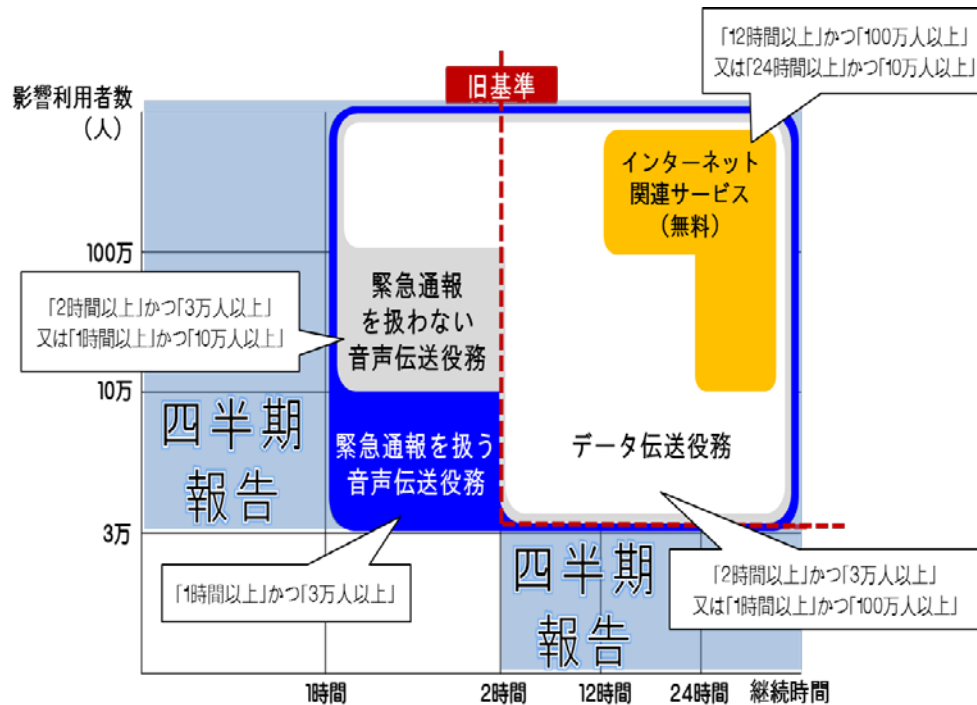 「12時間以上」かつ「100万人以上」
又は「24時間以上」かつ「10万人以上」
旧基準
影響利用者数
(人)
インターネット
関連サービス
(無料)
100万
緊急通報
を扱わない
音声伝送役務
「2時間以上」かつ「3万人以上」
又は「1時間以上」かつ「10万人以上」
10万
四半期
報告
緊急通報を扱う
音声伝送役務
データ伝送役務
3万
「1時間以上」かつ「3万人以上」
四半期
報告
「2時間以上」かつ「3万人以上」
又は「1時間以上」かつ「100万人以上」
1時間
2時間
12時間
24時間
継続時間